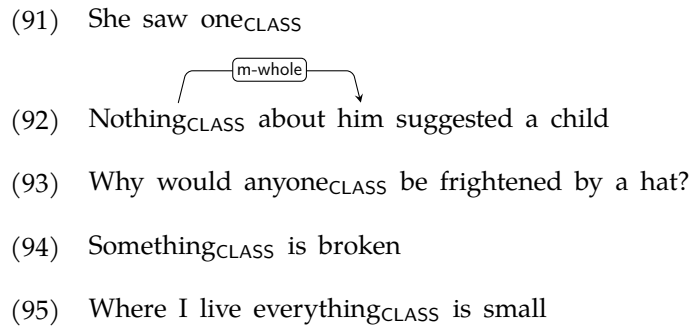 (91) She saw oneCLASS
m-whole
(92) NothingCLASS about him suggested a child
(93) Why would anyoneCLASS be frightened by a hat?
(94) SomethingCLASS is broken
(95) Where I live everythingCLASS is small